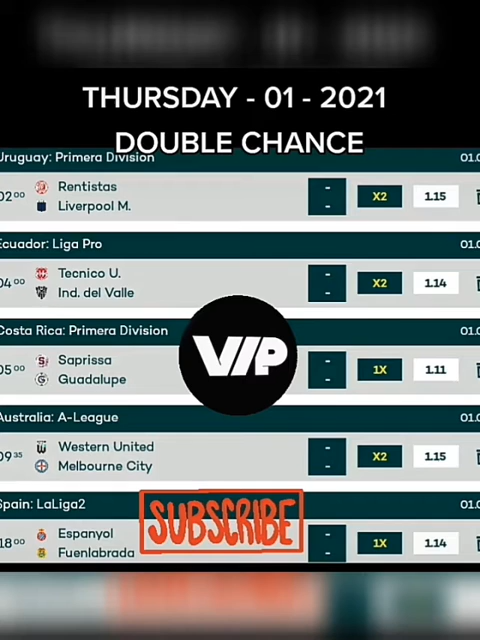 THURSDAY - 01 - 2021
DOUBLE CHANCE
Uruguay: Primera Division 01.0
02 00 Rentistas - X2 1.15
Liverpool M. -
Ecuador: Liga Pro 01.0
04 00 Tecnico U. - X2 1.14
Ind. del Valle -
Costa Rica: Primera Division 01.0
05 00 Saprissa - 1X 1.11
Guadalupe -
VIP
Australia: A-League 01.0
09 35 Western United - X2 1.15
Melbourne City -
Spain: LaLiga2 01.0
SUBSCRIBE
18 00 Espanyol - 1X 1.14
Fuenlabrada -